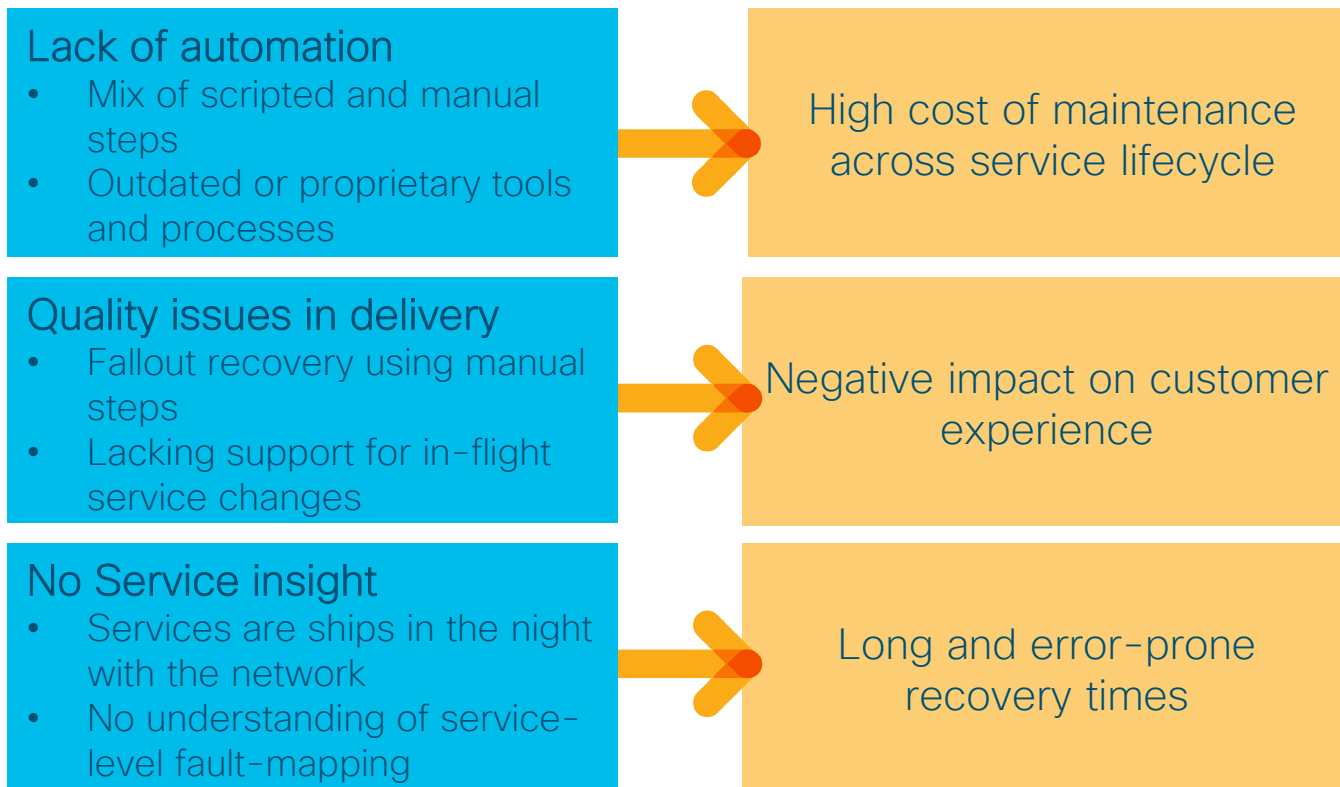 Lack of automation
• Mix of scripted and manual
steps
• Outdated or proprietary tools
and processes
High cost of maintenance
across service lifecycle
Quality issues in delivery
• Fallout recovery using manual
steps
• Lacking support for in-flight
service changes
Negative impact on customer
experience
No Service insight
• Services are ships in the night
with the network
• No understanding of service-
level fault-mapping
Long and error-prone
recovery times